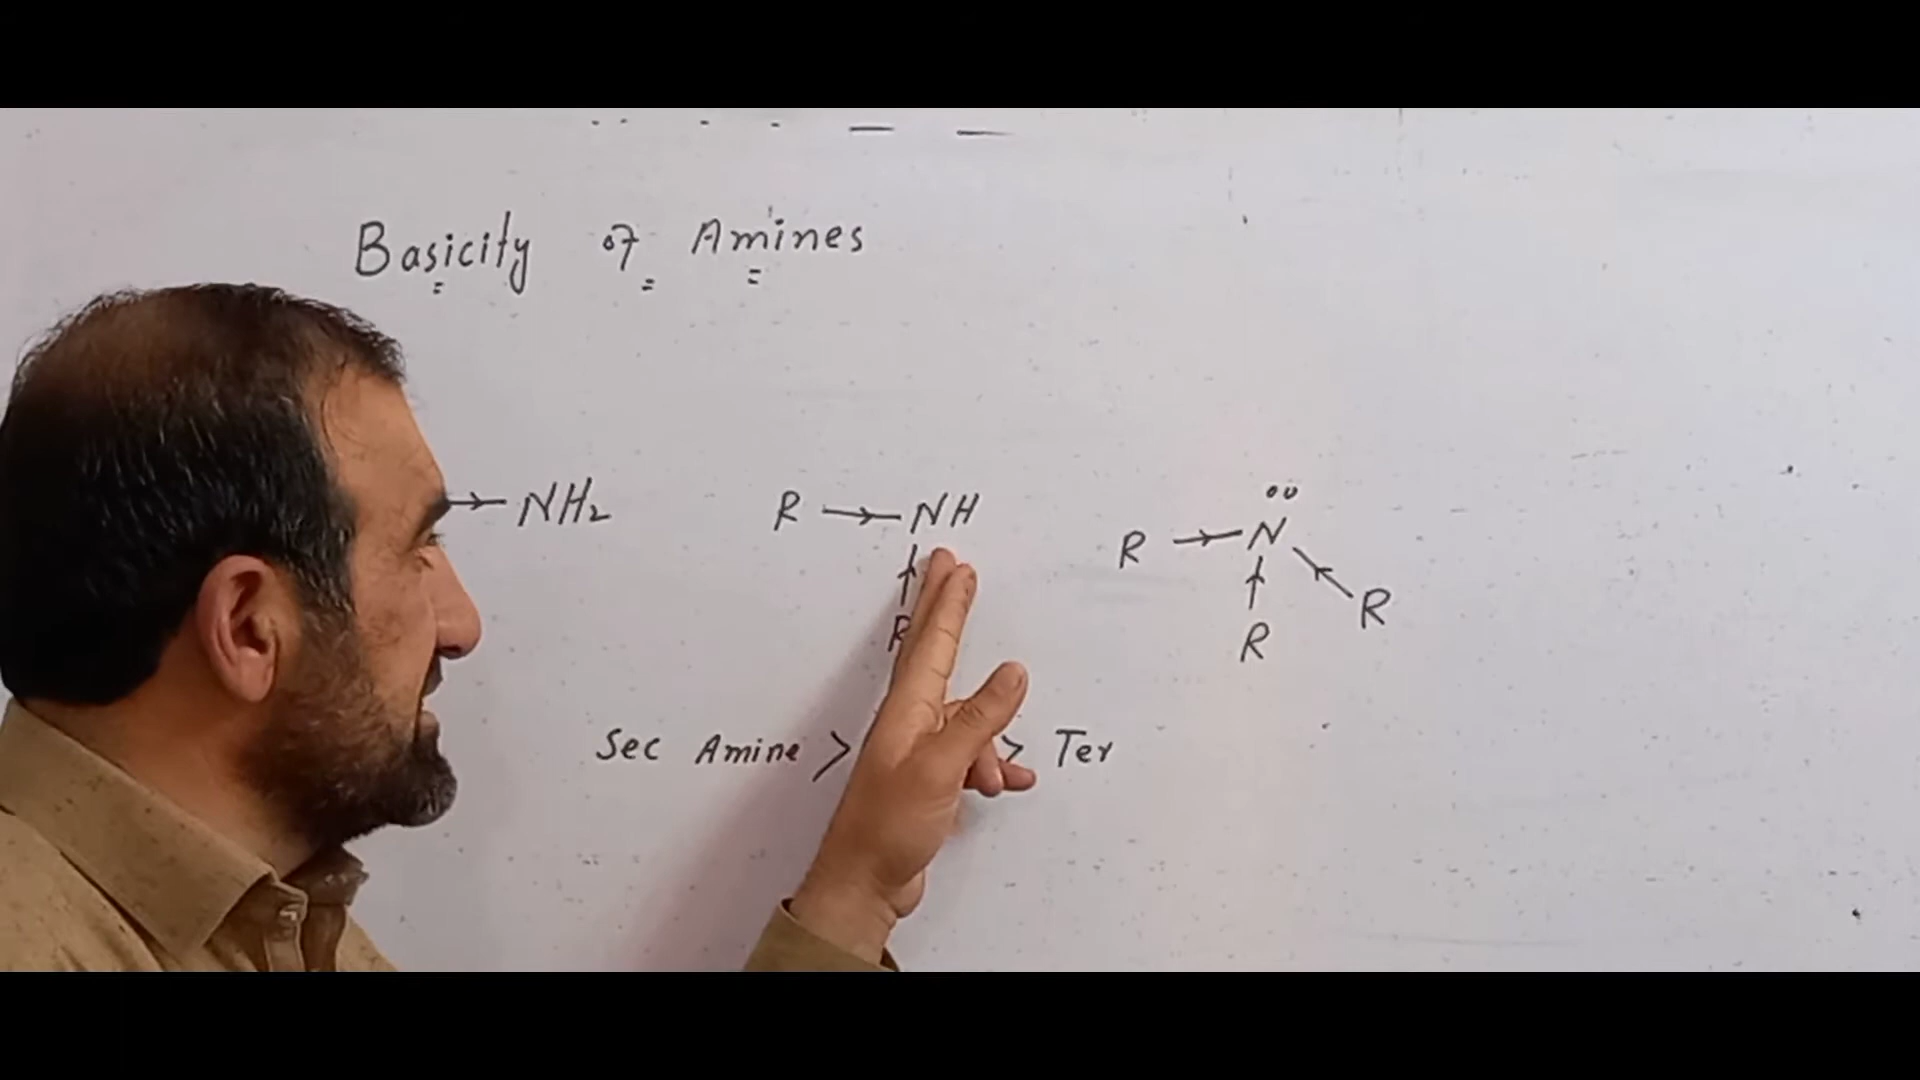 Basicity of Amines
NH2 R NH R N
R R R
Sec Amine > > Ter